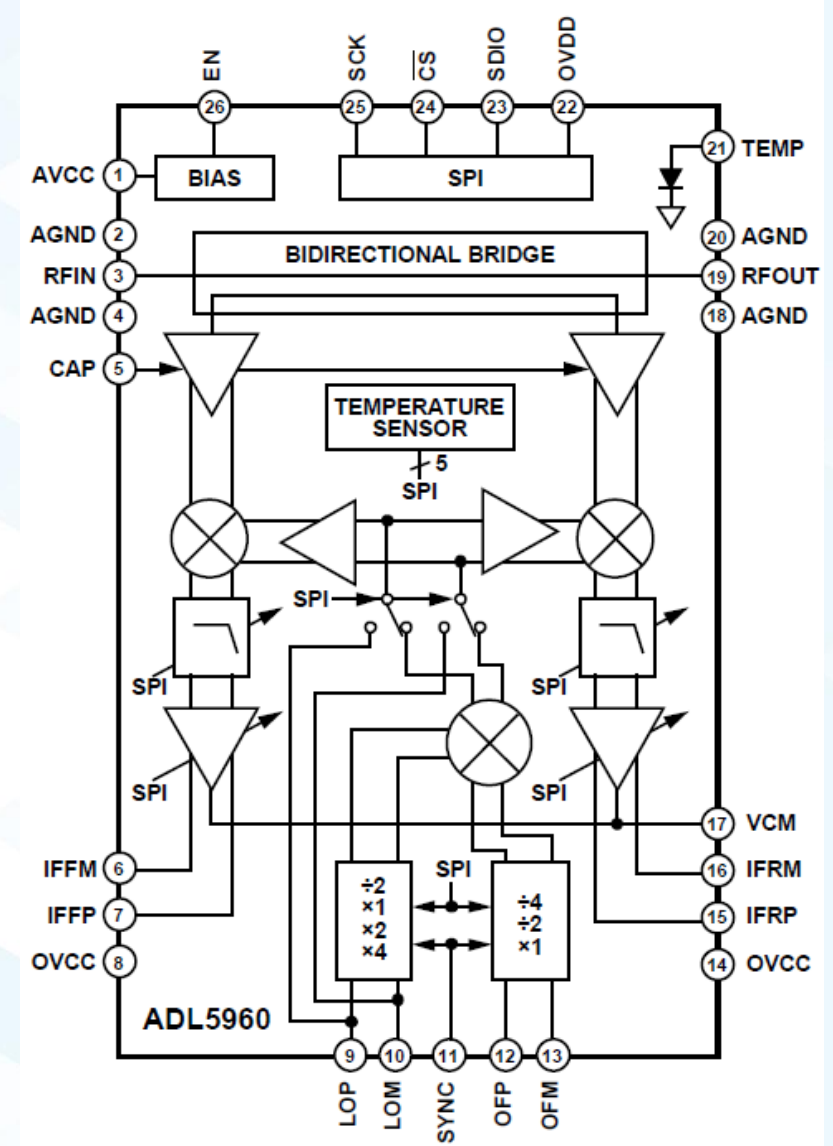 EN
SCK
CS
SDIO
OVDD
26
25
24
23
22
AVCC 1
BIAS
SPI
21 TEMP
AGND 2
20 AGND
BIDIRECTIONAL BRIDGE
RFIN 3
19 RFOUT
AGND 4
18 AGND
CAP 5
TEMPERATURE
SENSOR
5
SPI
SPI
SPI
SPI
SPI
SPI
VCM
17
IFFM 6
SPI
16 IFRM
÷2
×1
×2
×4
÷4
÷2
×1
IFFP 7
15 IFRP
OVCC 8
14 OVCC
ADL5960
9
10
11
12
13
LOP
LOM
SYNC
OFP
OFM